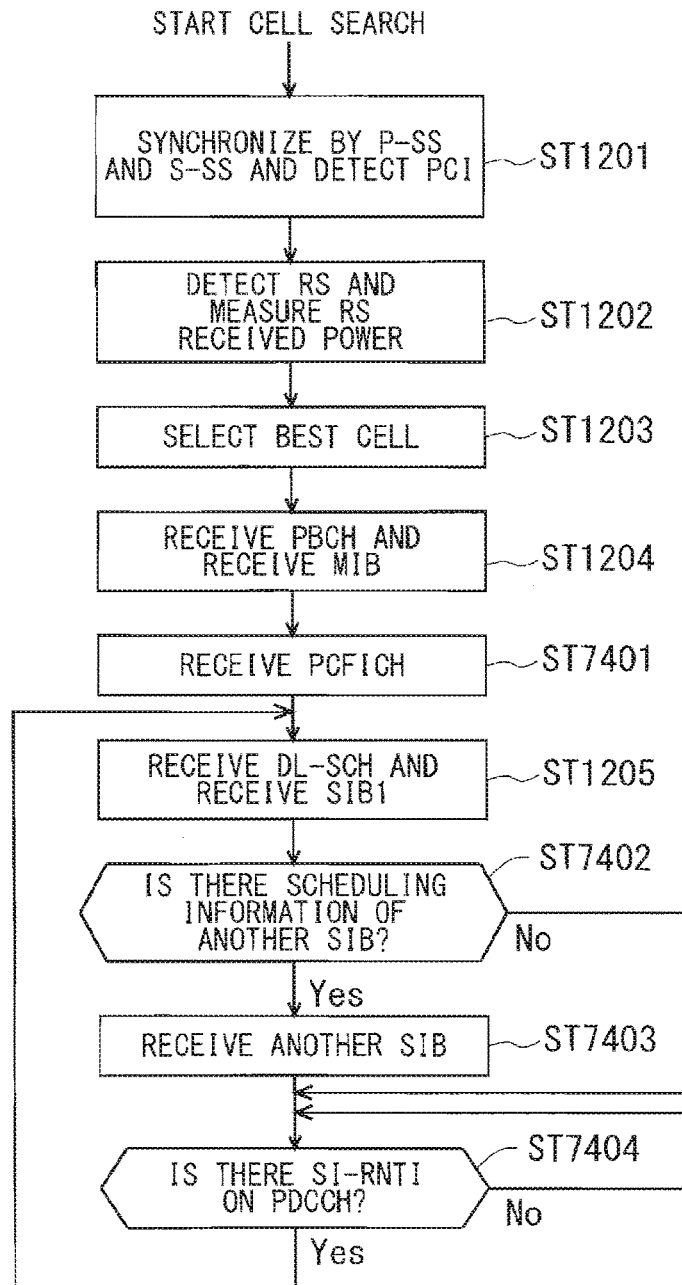 START CELL SEARCH
SYNCHRONIZE BY P-SS
AND S-SS AND DETECT PCI
ST1201
DETECT RS AND
MEASURE RS
RECEIVED POWER
ST1202
SELECT BEST CELL
ST1203
RECEIVE PBCH AND
RECEIVE MIB
ST1204
RECEIVE PCFICH
ST7401
RECEIVE DL-SCH AND
RECEIVE SIB1
ST1205
IS THERE SCHEDULING
INFORMATION OF
ANOTHER SIB?
ST7402
No
Yes
RECEIVE ANOTHER SIB
ST7403
IS THERE SI-RNTI
ON PDCCH?
ST7404
No
Yes